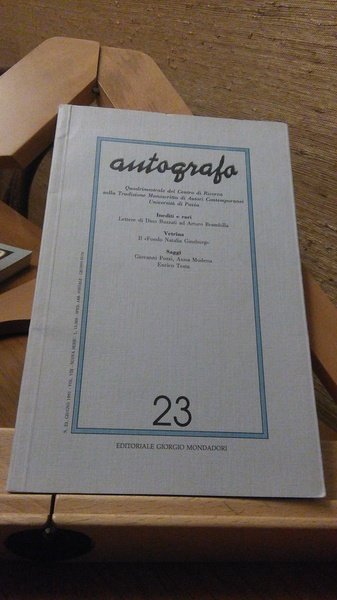 autografo
Quadrimestrale del Centro di Ricerca
sulla Tradizione Manoscritta di Autori Contemporanei
Università di Pavia
Inediti e rari
Lettere di Dino Buzzati ad Arturo Brambilla
Vetrina
Il «Fondo Natalia Ginzburg»
Saggi
Giovanni Pozzi, Anna Modena
Enrico Testa
23
EDITORIALE GIORGIO MONDADORI